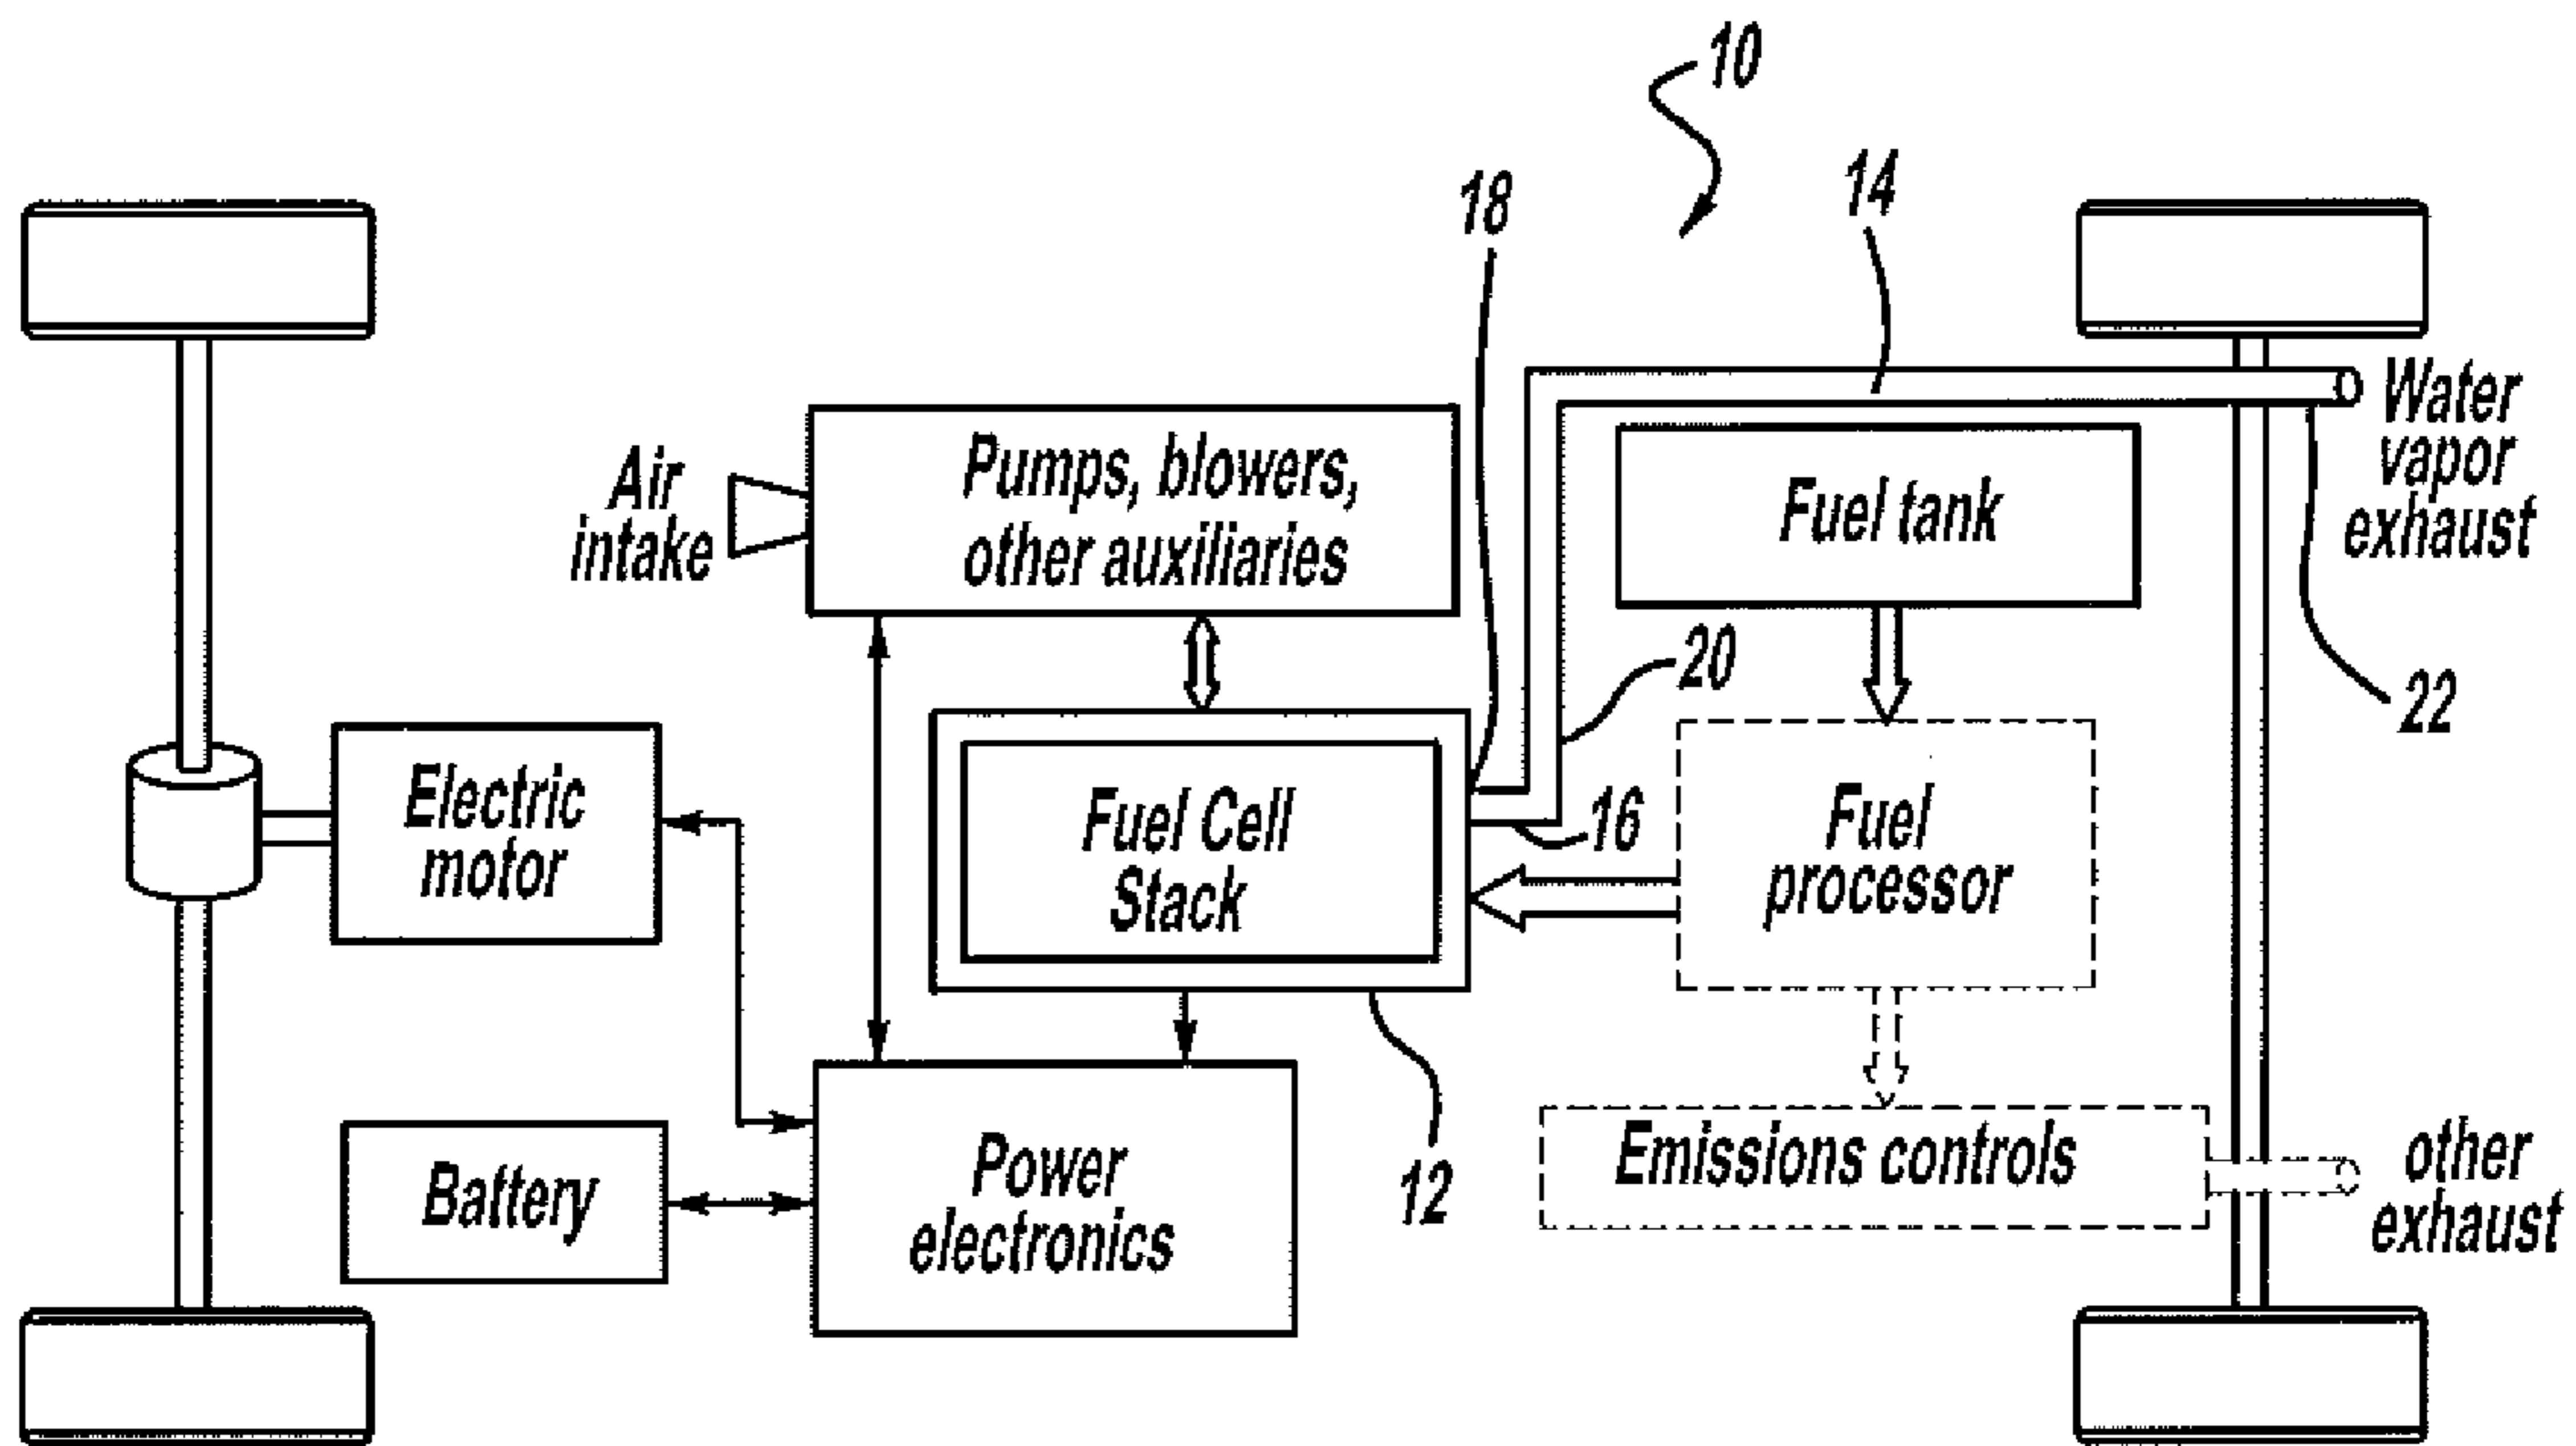 10
14
18
Water
vapor
exhaust
Air
intake
Pumps, blowers,
other auxiliaries
Fuel tank
20
22
Electric
motor
Fuel Cell
Stack
16
Fuel
processor
Battery
Power
electronics
12
Emissions controls
other
exhaust